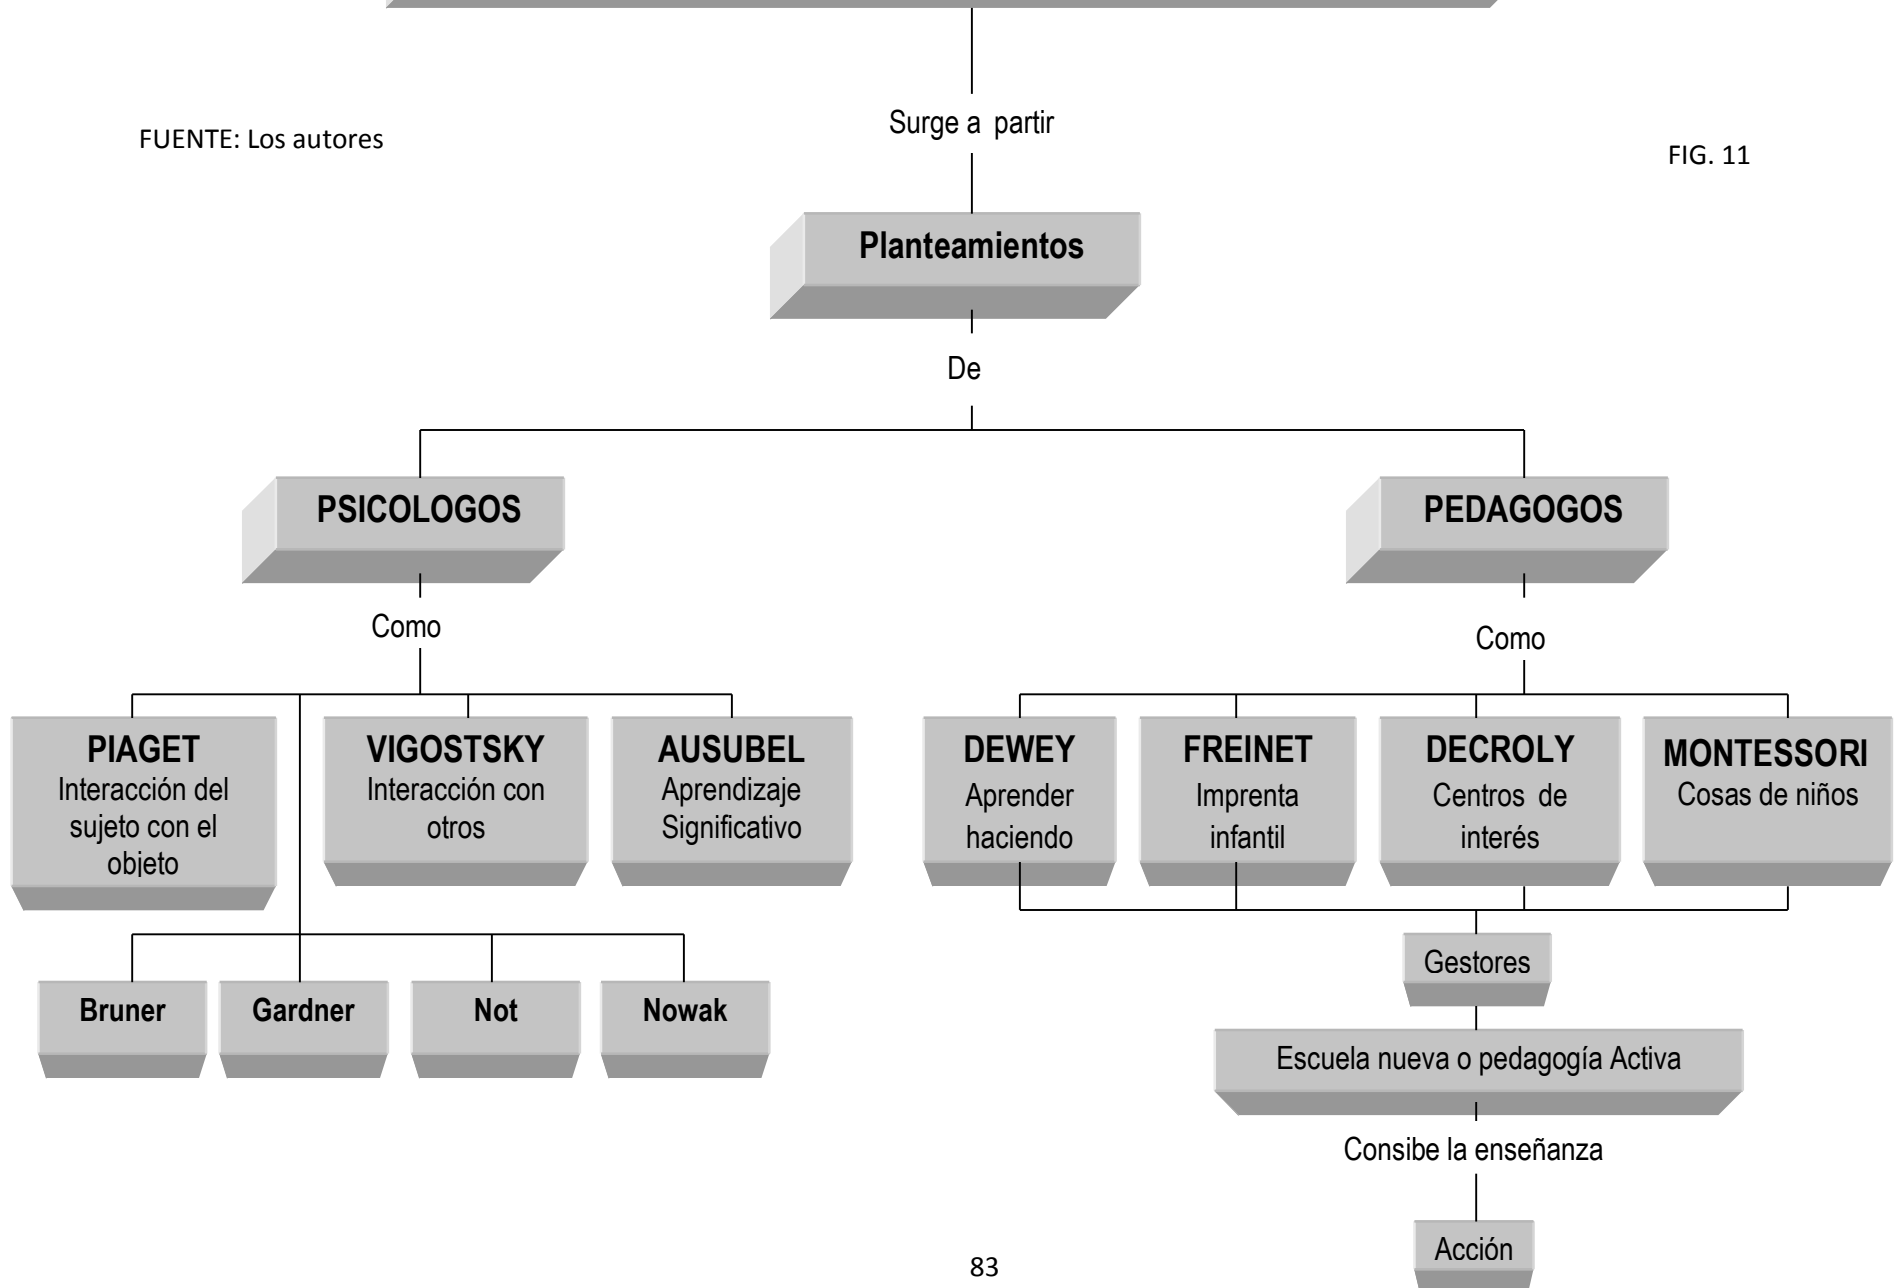 Surge a partir
FUENTE: Los autores
FIG. 11
Planteamientos
De
PSICOLOGOS
PEDAGOGOS
Como
Como
PIAGET
Interacción del
sujeto con el
objeto
VIGOSTSKY
Interacción con
otros
AUSUBEL
Aprendizaje
Significativo
DEWEY
Aprender
haciendo
FREINET
Imprenta
infantil
DECROLY
Centros de
interés
MONTESSORI
Cosas de niños
Bruner
Gardner
Not
Nowak
Gestores
Escuela nueva o pedagogía Activa
Consibe la enseñanza
Acción
83